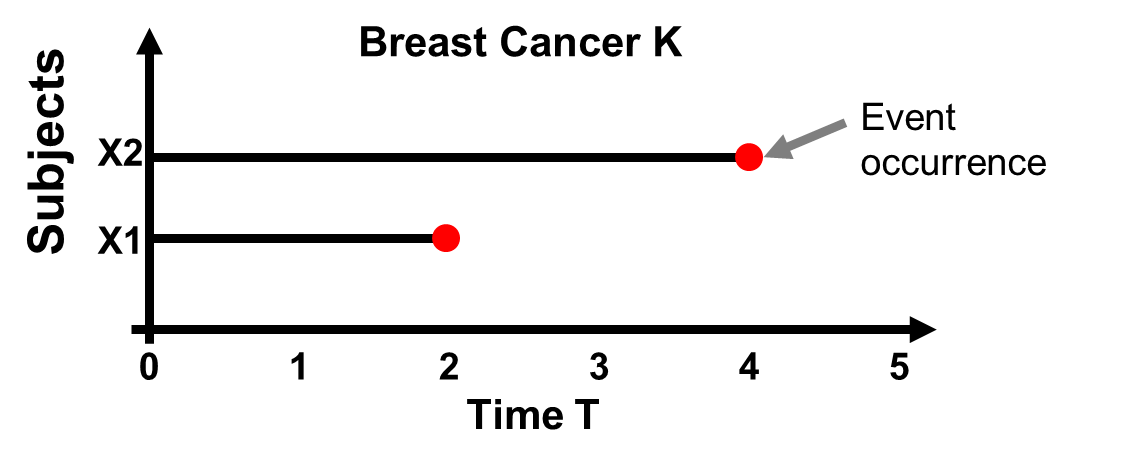 Breast Cancer K
Subjects
X2
X1
Event
occurrence
0 1 2 3 4 5
Time T